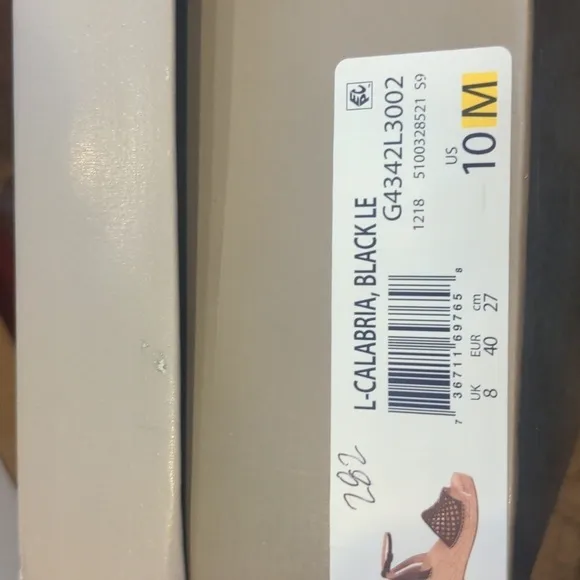 L-CALABRIA, BLACK LE
G4342L3002
1218 5100328521 S9
7 36711 69765 8
UK EUR cm
8 40 27
US
10 M
282